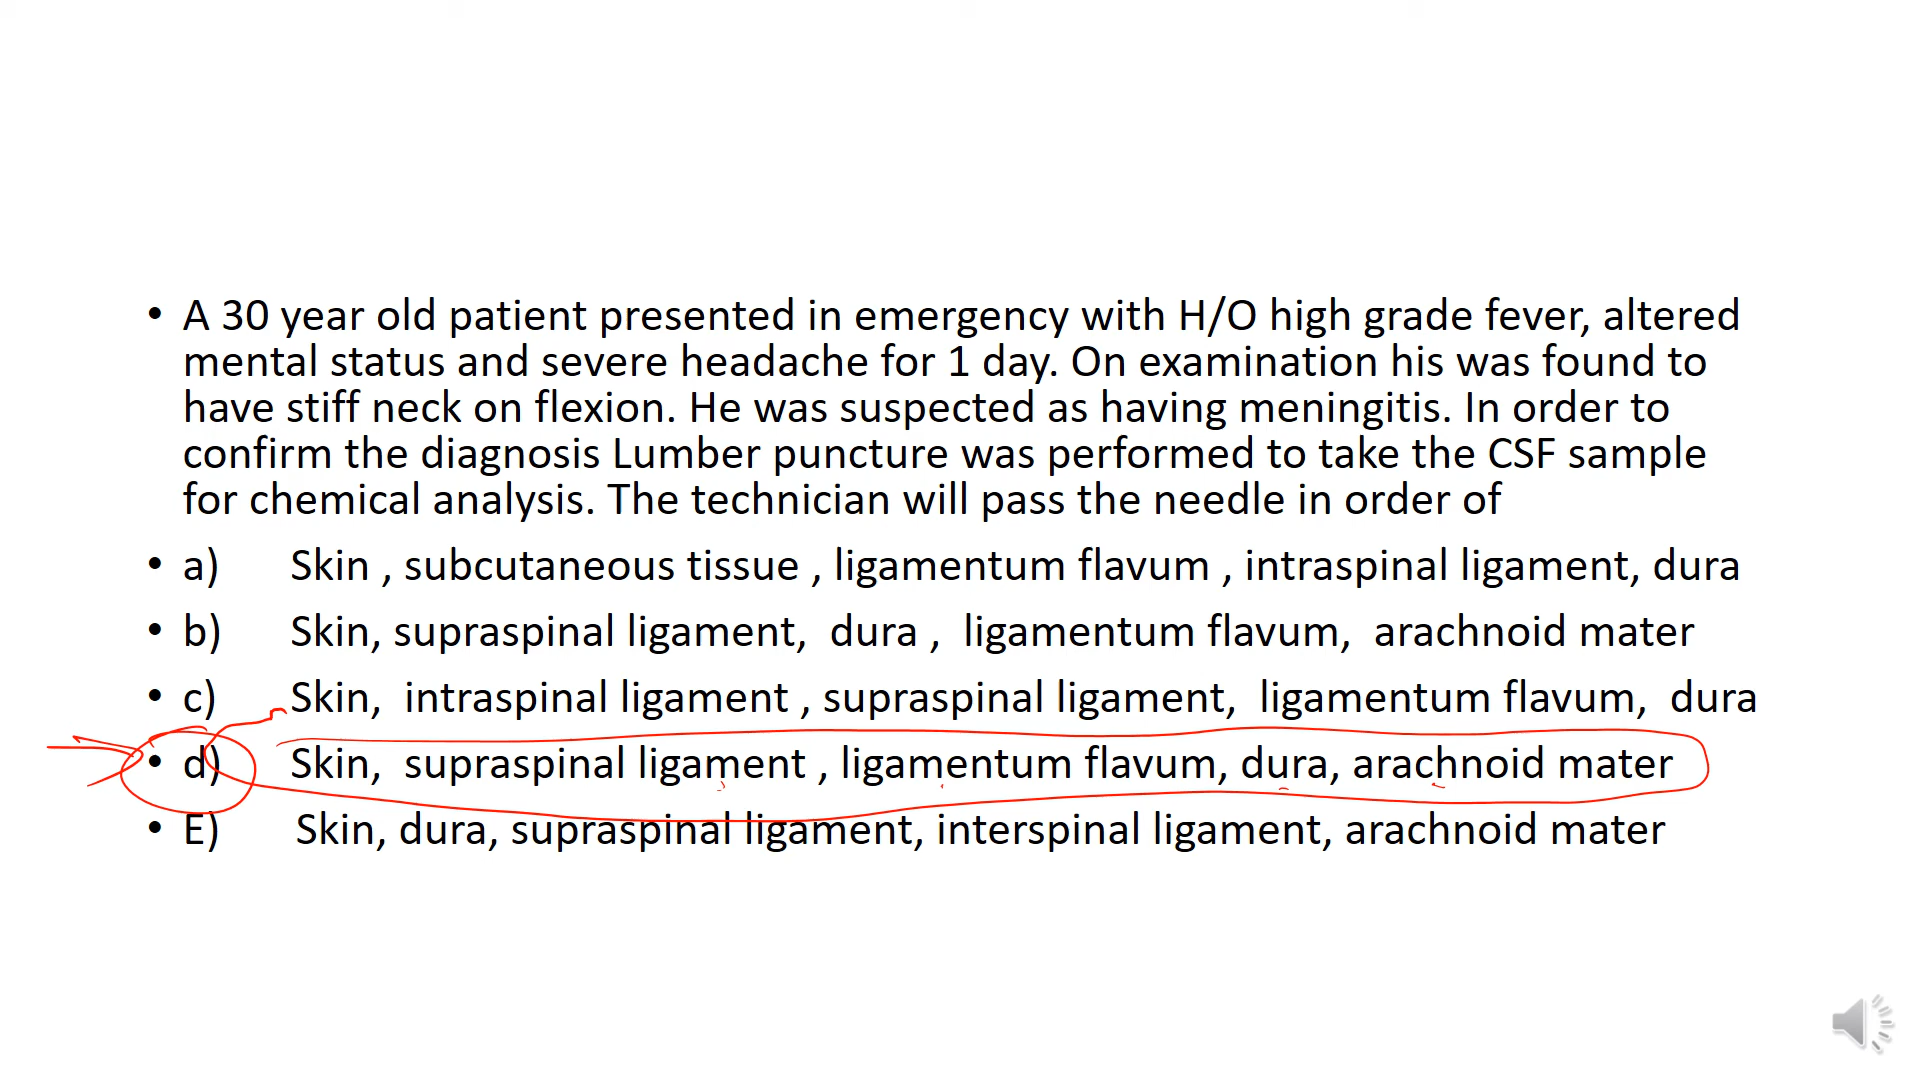 • A 30 year old patient presented in emergency with H/O high grade fever, altered
mental status and severe headache for 1 day. On examination his was found to
have stiff neck on flexion. He was suspected as having meningitis. In order to
confirm the diagnosis Lumber puncture was performed to take the CSF sample
for chemical analysis. The technician will pass the needle in order of
• a) Skin , subcutaneous tissue , ligamentum flavum , intraspinal ligament, dura
• b) Skin, supraspinal ligament, dura , ligamentum flavum, arachnoid mater
• c) Skin, intraspinal ligament , supraspinal ligament, ligamentum flavum, dura
• d) Skin, supraspinal ligament , ligamentum flavum, dura, arachnoid mater
• E) Skin, dura, supraspinal ligament, interspinal ligament, arachnoid mater